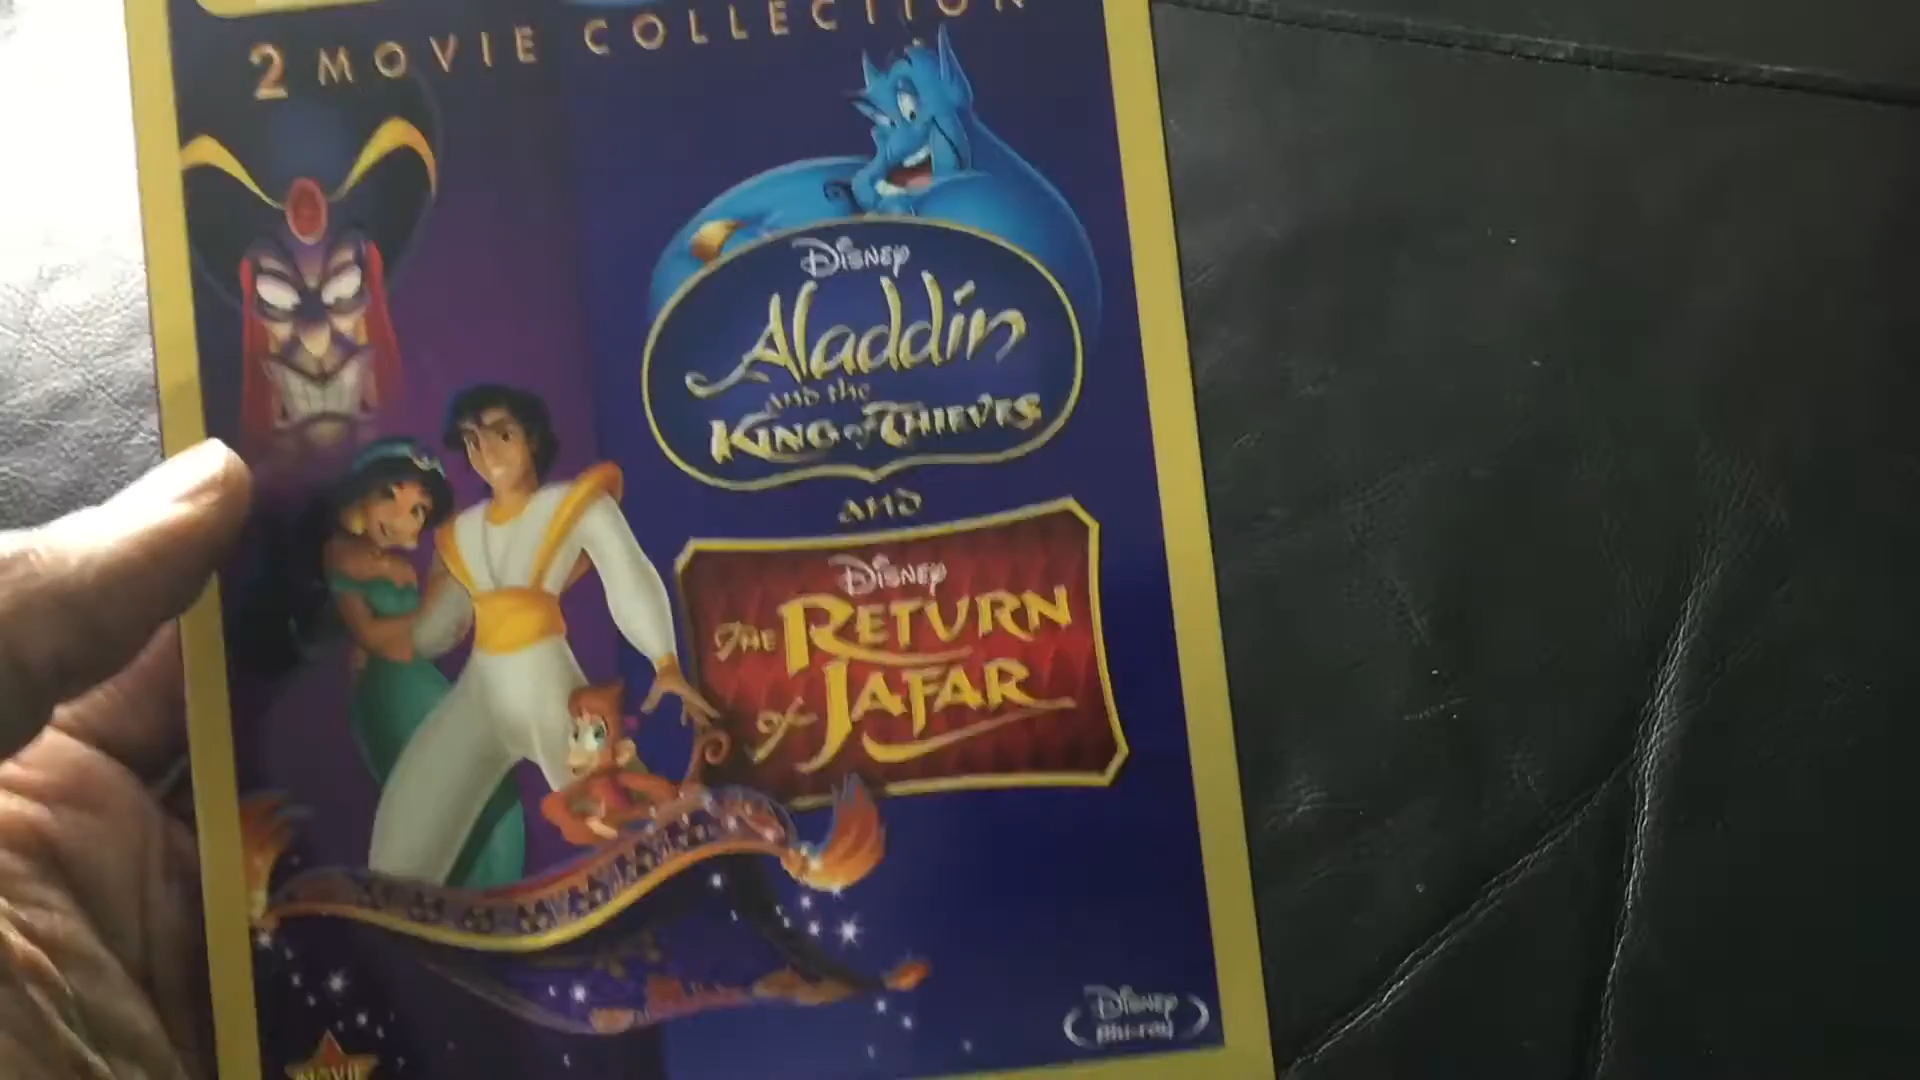 2 MOVIE COLLECTION
Disney
Aladdin
and the
King of Thieves
and
Disney
The Return
of Jafar
Disney
Blu-ray
MOVIE